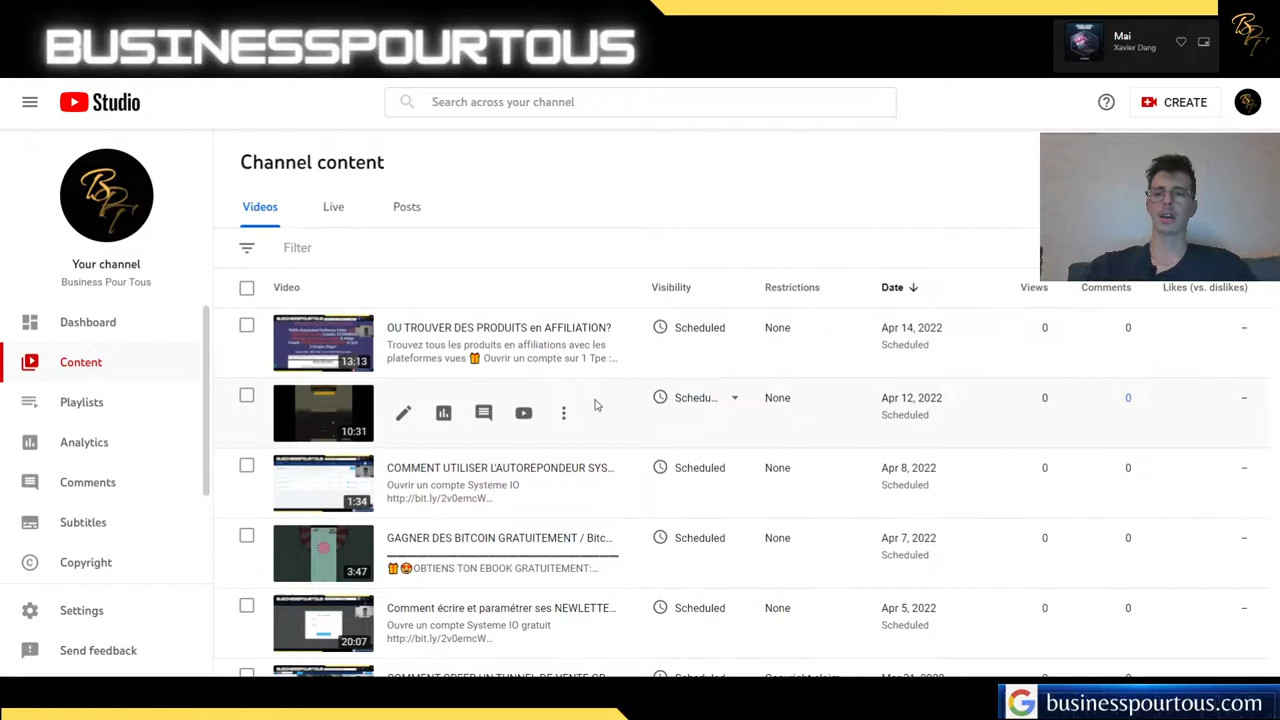 BUSINESSPOURTOUS
Mai
Xavier Dang
Studio
Search across your channel
CREATE
Your channel
Business Pour Tous
Dashboard
Content
Playlists
Analytics
Comments
Subtitles
Copyright
Settings
Send feedback
Channel content
Videos
Live
Posts
Filter
Video
Visibility
Restrictions
Date
Views
Comments
Likes (vs. dislikes)
13:13
OU TROUVER DES PRODUITS en AFFILIATION?
Trouvez tous les produits en affiliations avec les
plateformes vues 🎁 Ouvrir un compte sur 1 Tpe :...
Scheduled
None
Apr 14, 2022
Scheduled
0
0
–
10:31
Schedu...
None
Apr 12, 2022
Scheduled
0
0
–
1:34
COMMENT UTILISER L'AUTOREPONDEUR SYS...
Ouvrir un compte Systeme IO
http://bit.ly/2v0emcW...
Scheduled
None
Apr 8, 2022
Scheduled
0
0
–
3:47
GAGNER DES BITCOIN GRATUITEMENT / Bitc...
🎁😍OBTIENS TON EBOOK GRATUITEMENT:...
Scheduled
None
Apr 7, 2022
Scheduled
0
0
–
20:07
Comment écrire et paramétrer ses NEWLETTE...
Ouvre un compte Systeme IO gratuit
http://bit.ly/2v0emcW...
Scheduled
None
Apr 5, 2022
Scheduled
0
0
–
businesspourtous.com